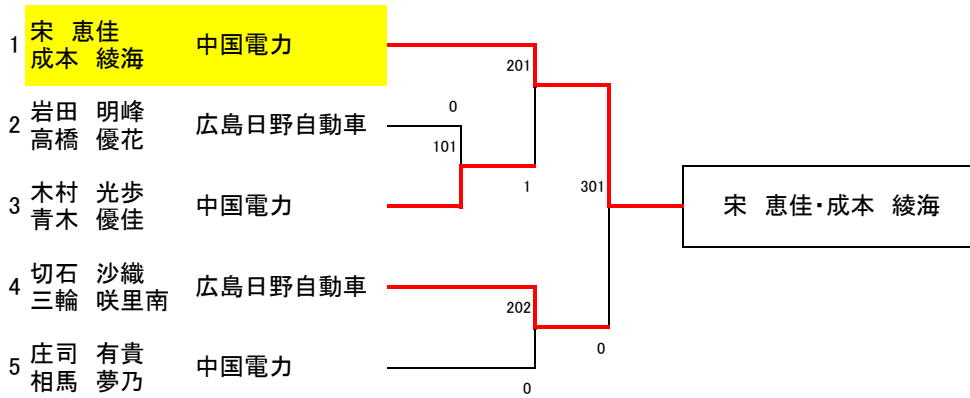 1 宋 恵佳 中国電力
成本 綾海
201
2 岩田 明峰 広島日野自動車
高橋 優花
0
101
3 木村 光歩 中国電力
青木 優佳
1
301
宋 恵佳・成本 綾海
4 切石 沙織 広島日野自動車
三輪 咲里南
202
0
5 庄司 有貴 中国電力
相馬 夢乃
0